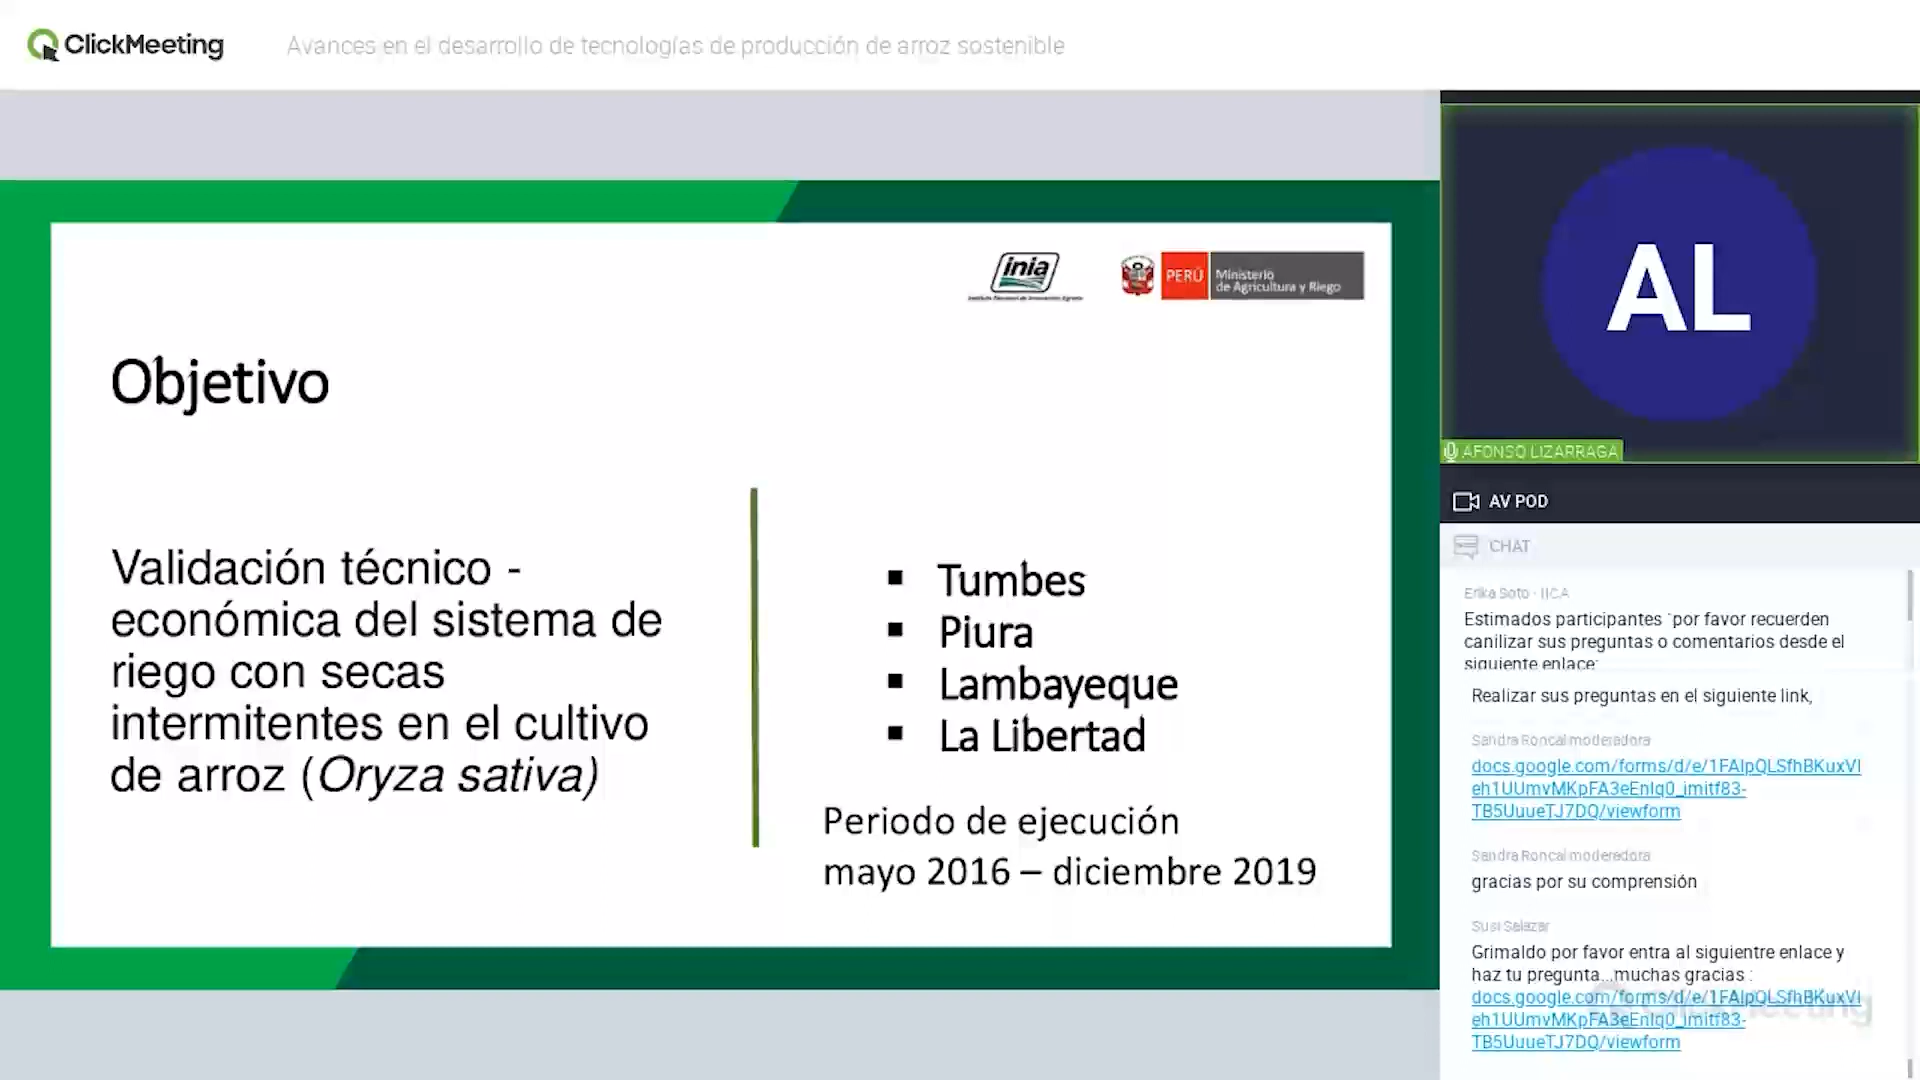 ClickMeeting
Avances en el desarrollo de tecnologías de producción de arroz sostenible
inia
Instituto Nacional de Innovación Agraria
PERÚ
Ministerio
de Agricultura y Riego
Objetivo
Validación técnico -
económica del sistema de
riego con secas
intermitentes en el cultivo
de arroz (Oryza sativa)
▪ Tumbes
▪ Piura
▪ Lambayeque
▪ La Libertad
Periodo de ejecución
mayo 2016 – diciembre 2019
AL
AFONSO LIZARRAGA
AV POD
CHAT
Erika Soto - IICA
Estimados participantes ´por favor recuerden
canilizar sus preguntas o comentarios desde el
siguiente enlace:
Realizar sus preguntas en el siguiente link,
Sandra Roncal moderadora
docs.google.com/forms/d/e/1FAIpQLSfhBKuxVI
eh1UUmvMKpFA3eEnIq0_imitf83-
TB5UuueTJ7DQ/viewform
Sandra Roncal moderadora
gracias por su comprensión
Susi Salazar
Grimaldo por favor entra al siguientre enlace y
haz tu pregunta...muchas gracias :
docs.google.com/forms/d/e/1FAIpQLSfhBKuxVI
eh1UUmvMKpFA3eEnIq0_imitf83-
TB5UuueTJ7DQ/viewform
ClickMeeting